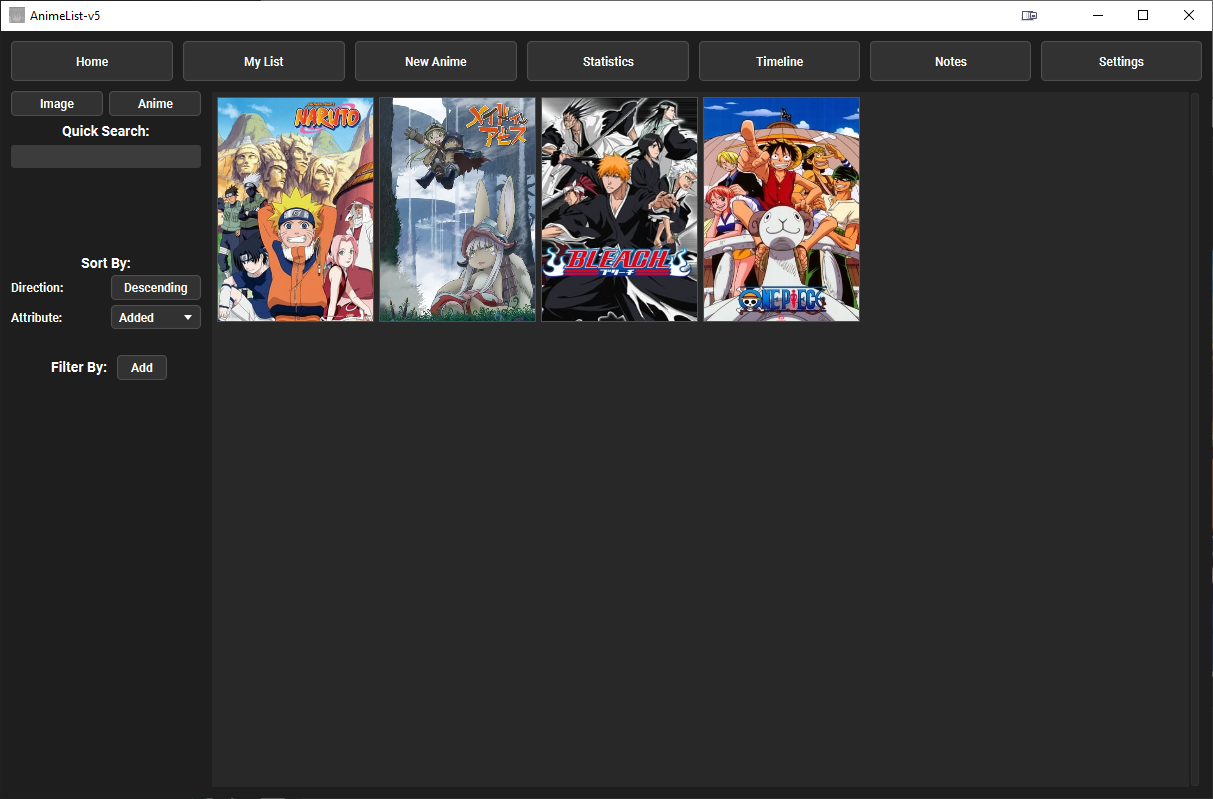 AnimeList-v5
Home
My List
New Anime
Statistics
Timeline
Notes
Settings
Image
Anime
Quick Search:
Sort By:
Direction:
Descending
Attribute:
Added
Filter By:
Add
NARUTO
メイドイン
アビス
BLEACH
ブリーチ
ONE PIECE